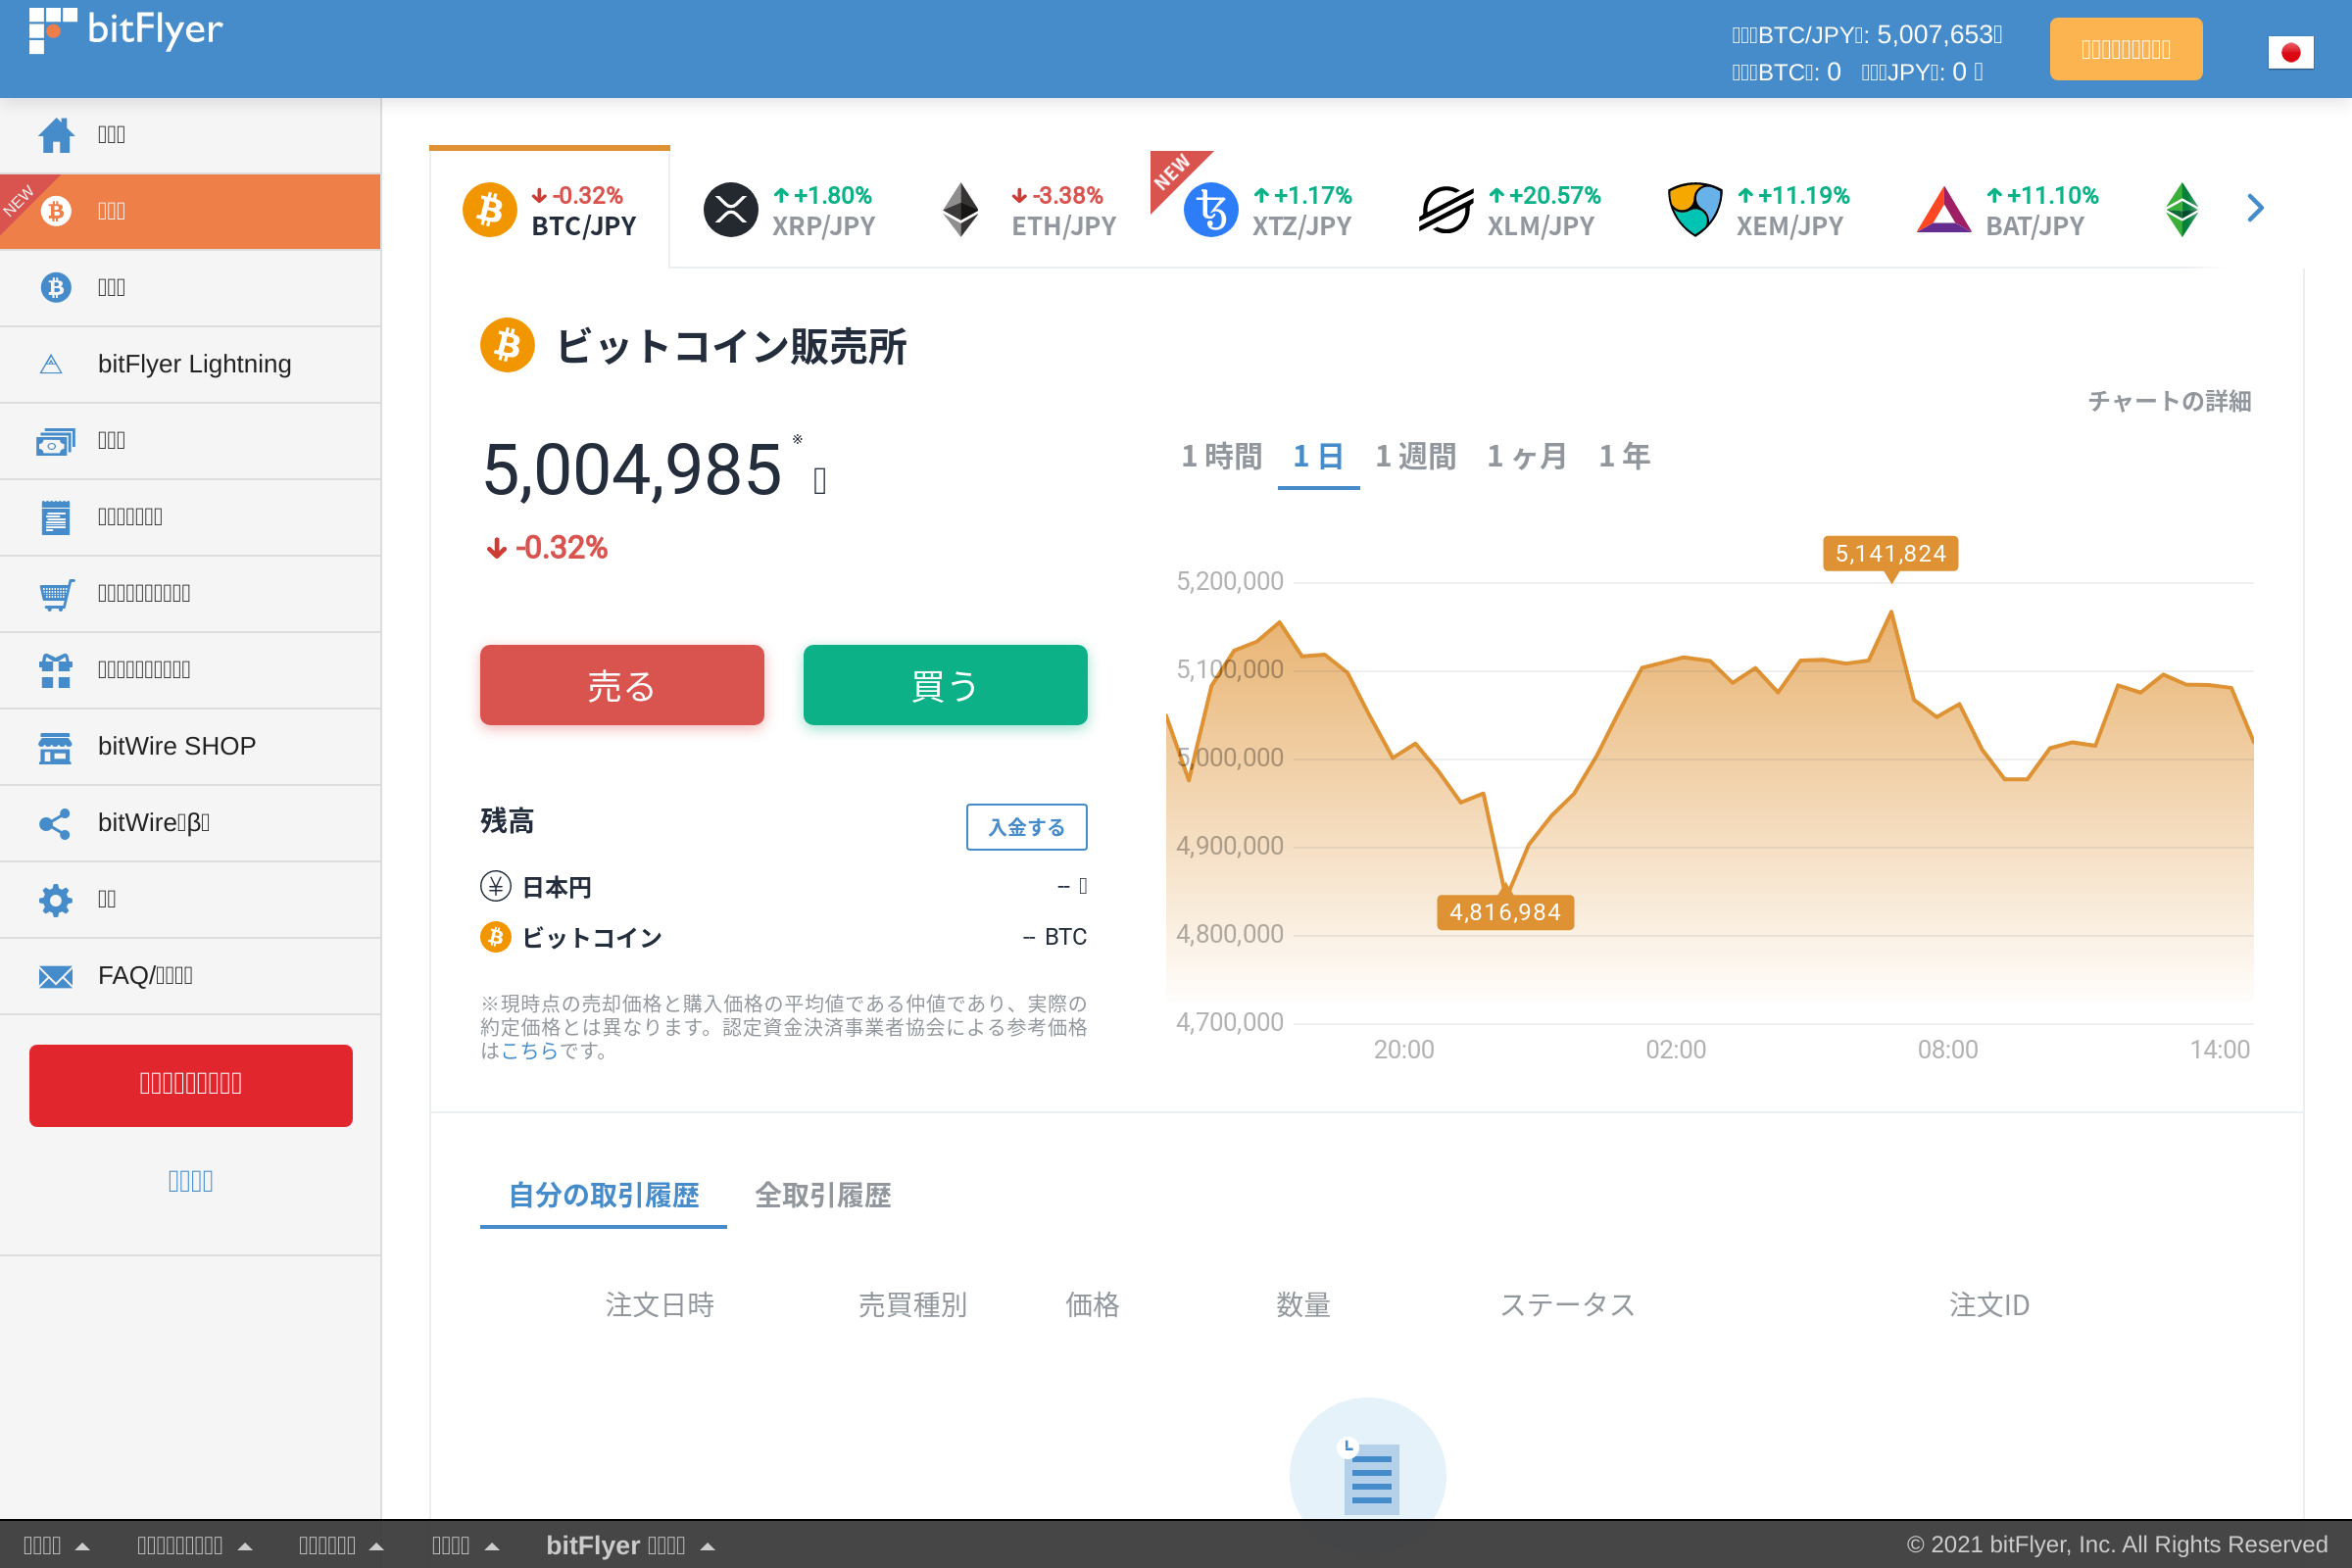 bitFlyer
BTC/JPY: 5,007,653
BTC: 0 JPY: 0
NEW
bitFlyer Lightning
bitWire SHOP
bitWire β
FAQ/
-0.32%
BTC/JPY
+1.80%
XRP/JPY
-3.38%
ETH/JPY
NEW
+1.17%
XTZ/JPY
+20.57%
XLM/JPY
+11.19%
XEM/JPY
+11.10%
BAT/JPY
ビットコイン販売所
チャートの詳細
5,004,985 ※
-0.32%
1 時間 1 日 1 週間 1 ヶ月 1 年
売る 買う
5,141,824
5,200,000
5,100,000
5,000,000
4,900,000
4,816,984
4,800,000
4,700,000
20:00 02:00 08:00 14:00
残高 入金する
日本円 --
ビットコイン -- BTC
※現時点の売却価格と購入価格の平均値である仲値であり、実際の
約定価格とは異なります。認定資金決済事業者協会による参考価格
はこちらです。
自分の取引履歴 全取引履歴
注文日時 売買種別 価格 数量 ステータス 注文ID
bitFlyer
© 2021 bitFlyer, Inc. All Rights Reserved